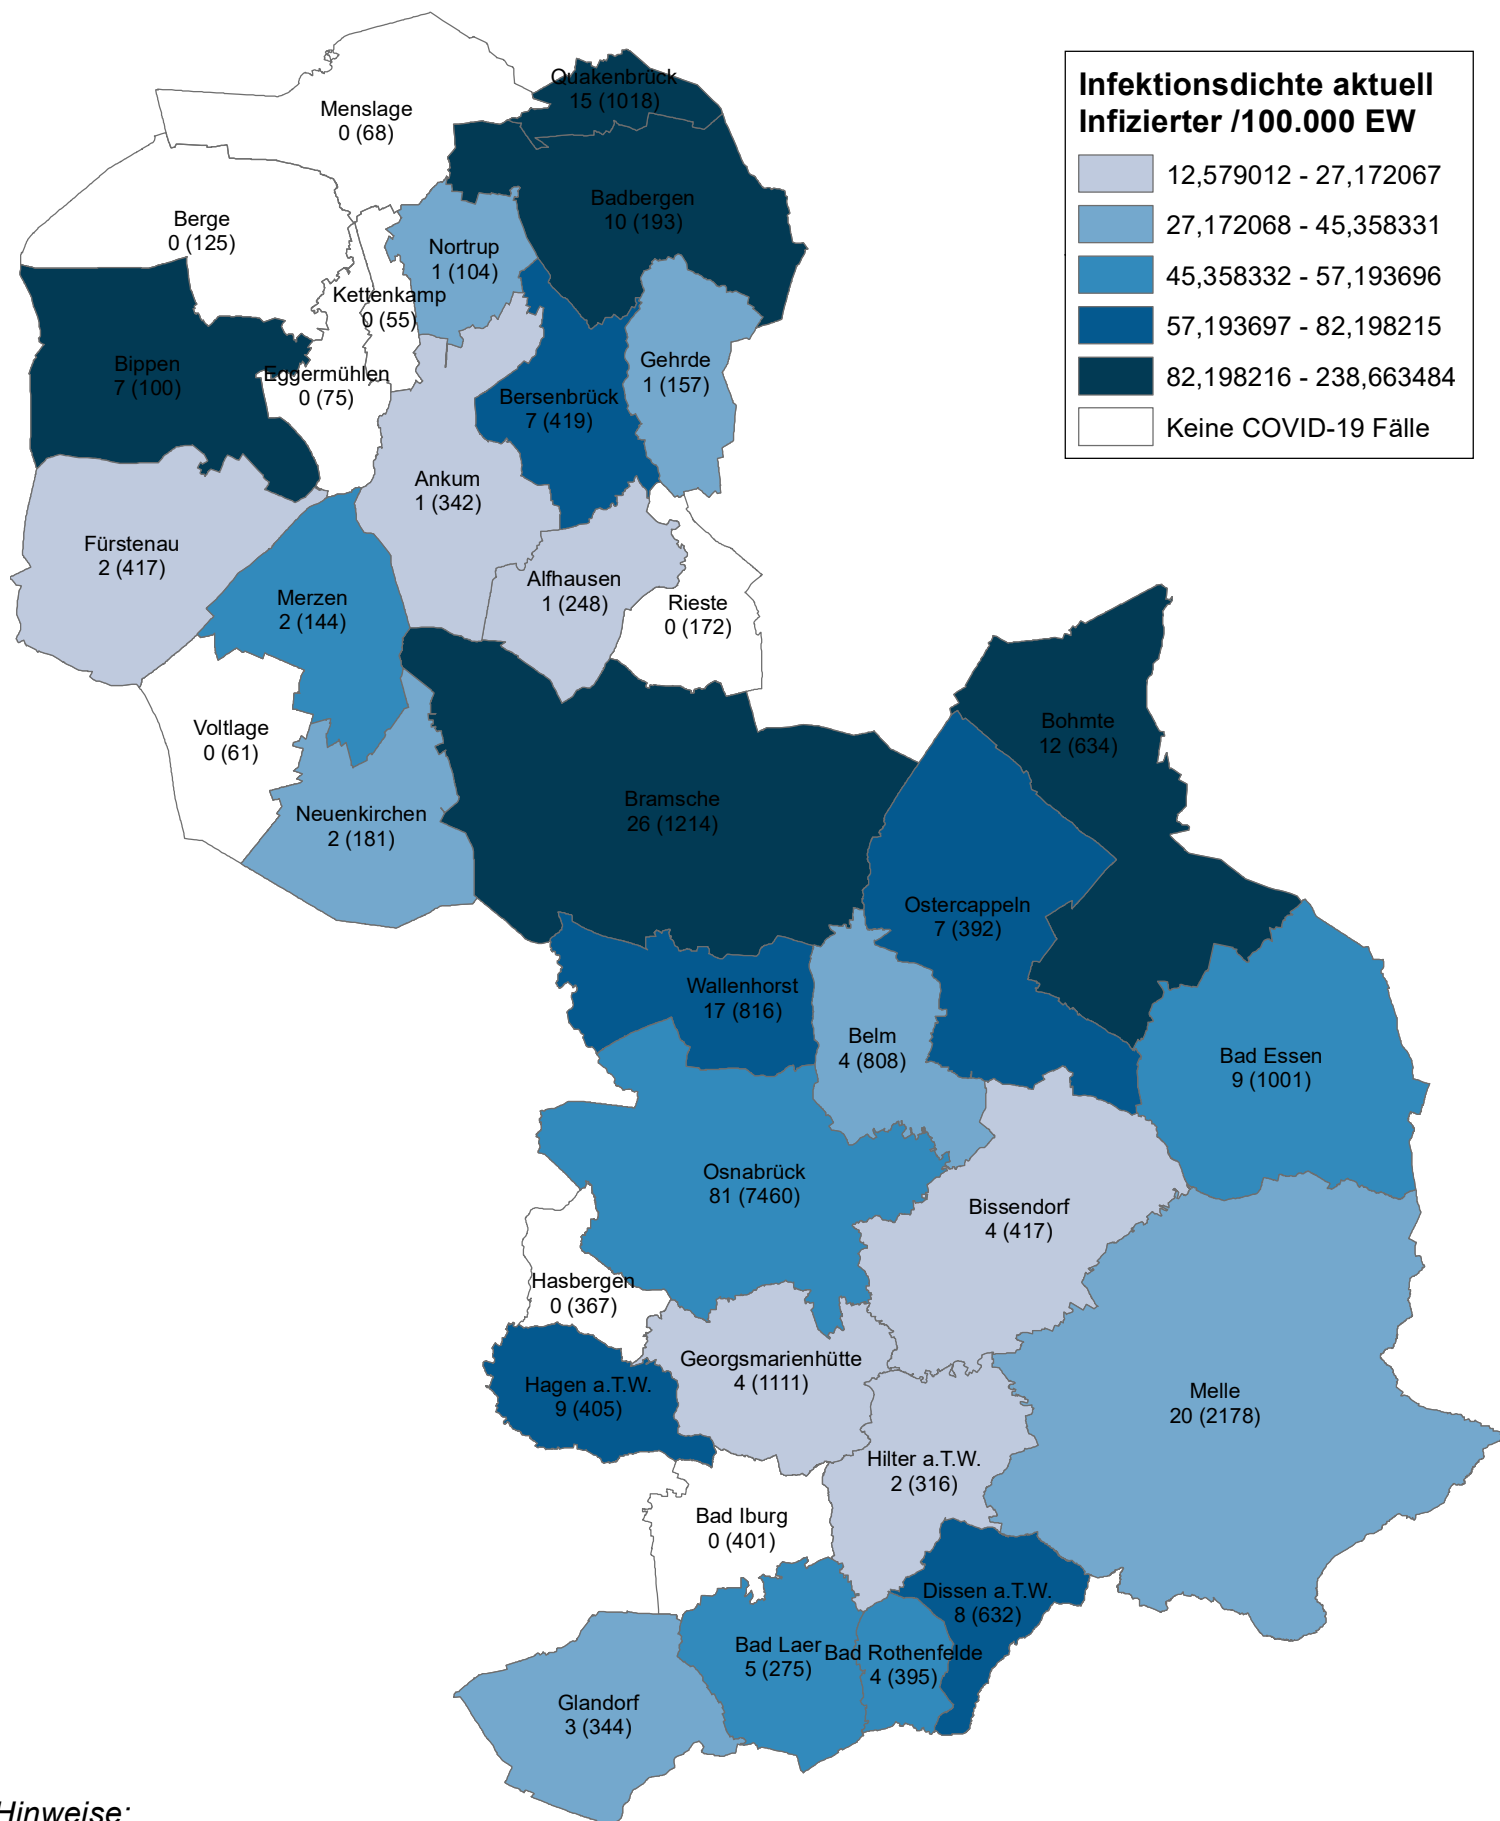 Infektionsdichte aktuell
Infizierter /100.000 EW
12,579012 - 27,172067
27,172068 - 45,358331
45,358332 - 57,193696
57,193697 - 82,198215
82,198216 - 238,663484
Keine COVID-19 Fälle
Quakenbrück
15 (1018)
Menslage
0 (68)
Badbergen
10 (193)
Berge
0 (125)
Nortrup
1 (104)
Kettenkamp
0 (55)
Bippen
7 (100)
Eggermühlen
0 (75)
Gehrde
1 (157)
Bersenbrück
7 (419)
Ankum
1 (342)
Fürstenau
2 (417)
Alfhausen
1 (248)
Merzen
2 (144)
Rieste
0 (172)
Voltlage
0 (61)
Bohmte
12 (634)
Bramsche
26 (1214)
Neuenkirchen
2 (181)
Ostercappeln
7 (392)
Wallenhorst
17 (816)
Belm
4 (808)
Bad Essen
9 (1001)
Osnabrück
81 (7460)
Bissendorf
4 (417)
Hasbergen
0 (367)
Georgsmarienhütte
4 (1111)
Hagen a.T.W.
9 (405)
Melle
20 (2178)
Hilter a.T.W.
2 (316)
Bad Iburg
0 (401)
Dissen a.T.W.
8 (632)
Bad Laer
5 (275)
Bad Rothenfelde
4 (395)
Glandorf
3 (344)
Hinweise: